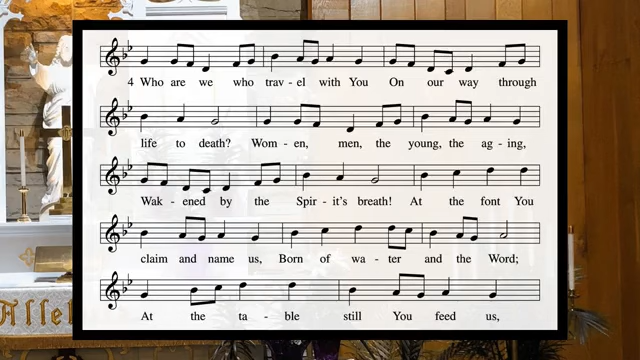 4 Who are we who trav - el with You On our way through
life to death? Wom - en, men, the young, the ag - ing,
Wak - ened by the Spir - it's breath! At the font You
claim and name us, Born of wa - ter and the Word;
At the ta - ble still You feed us,
Allel